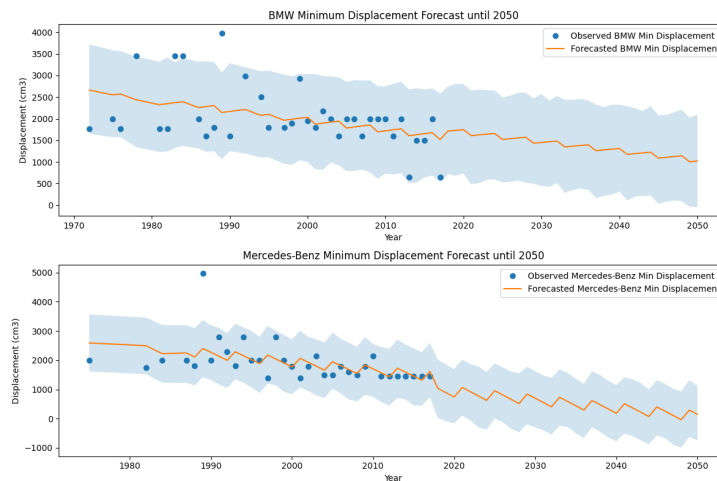 BMW Minimum Displacement Forecast until 2050
4000
3500
3000
2500
2000
1500
1000
500
0
Displacement (cm3)
Observed BMW Min Displacement
Forecasted BMW Min Displacement
1970 1980 1990 2000 2010 2020 2030 2040 2050
Year
Mercedes-Benz Minimum Displacement Forecast until 2050
5000
4000
3000
2000
1000
0
−1000
Displacement (cm3)
Observed Mercedes-Benz Min Displacement
Forecasted Mercedes-Benz Min Displacement
1980 1990 2000 2010 2020 2030 2040 2050
Year